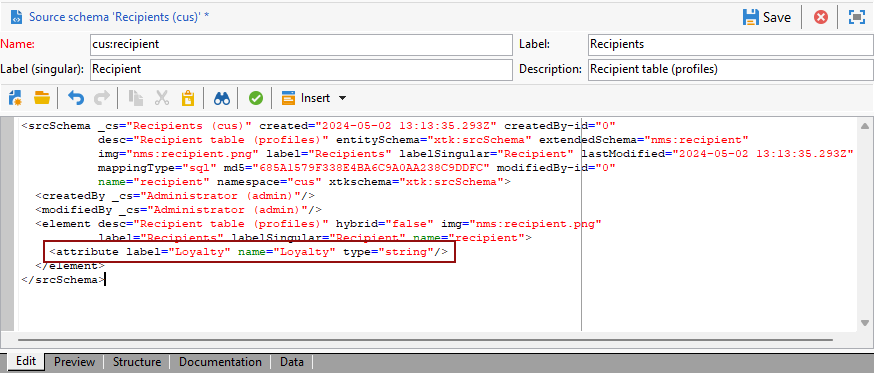 Source schema 'Recipients (cus)' *
Save
Name:
cus:recipient
Label:
Recipients
Label (singular):
Recipient
Description:
Recipient table (profiles)
Insert
<srcSchema _cs="Recipients (cus)" created="2024-05-02 13:13:35.293Z" createdBy-id="0"
desc="Recipient table (profiles)" entitySchema="xtk:srcSchema" extendedSchema="nms:recipient"
img="nms:recipient.png" label="Recipients" labelSingular="Recipient" lastModified="2024-05-02 13:13:35.293Z"
mappingType="sql" md5="685A1579F338E4BA6C9A0AA238C9DDFC" modifiedBy-id="0"
name="recipient" namespace="cus" xtkschema="xtk:srcSchema">
<createdBy _cs="Administrator (admin)"/>
<modifiedBy _cs="Administrator (admin)"/>
<element desc="Recipient table (profiles)" hybrid="false" img="nms:recipient.png"
label="Recipients" labelSingular="Recipient" name="recipient">
<attribute label="Loyalty" name="Loyalty" type="string"/>
</element>
</srcSchema>
Edit
Preview
Structure
Documentation
Data